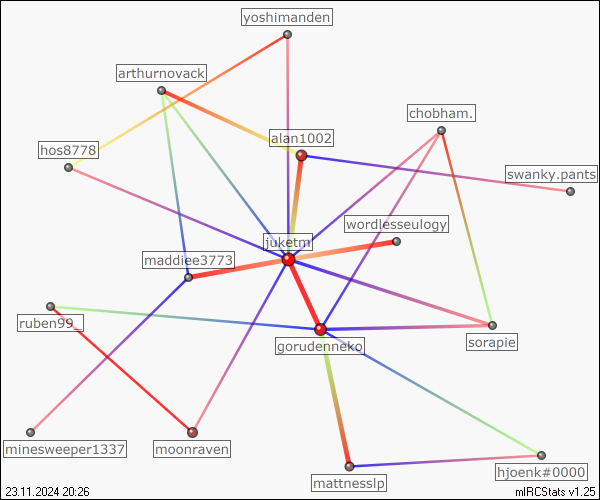 yoshimanden
arthurnovack
chobham.
alan1002
hos8778
swanky.pants
wordlesseulogy
juketm
maddiee3773
ruben99_
gorudenneko
sorapie
minesweeper1337
moonraven
hjoenk#0000
mattnesslp
23.11.2024 20:26
mIRCStats v1.25